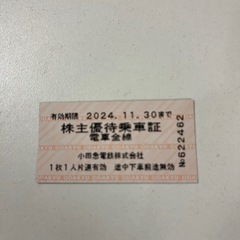 有効期限 2024.11.30まで
株主優待乗車証
電車全線
小田急電鉄株式会社
1枚1人片道有効 途中下車前途無効
622462